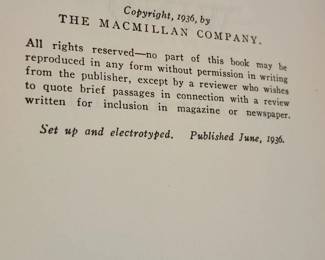 Copyright, 1936, by
THE MACMILLAN COMPANY.
All rights reserved—no part of this book may be
reproduced in any form without permission in writing
from the publisher, except by a reviewer who wishes
to quote brief passages in connection with a review
written for inclusion in magazine or newspaper.
Set up and electrotyped. Published June, 1936.